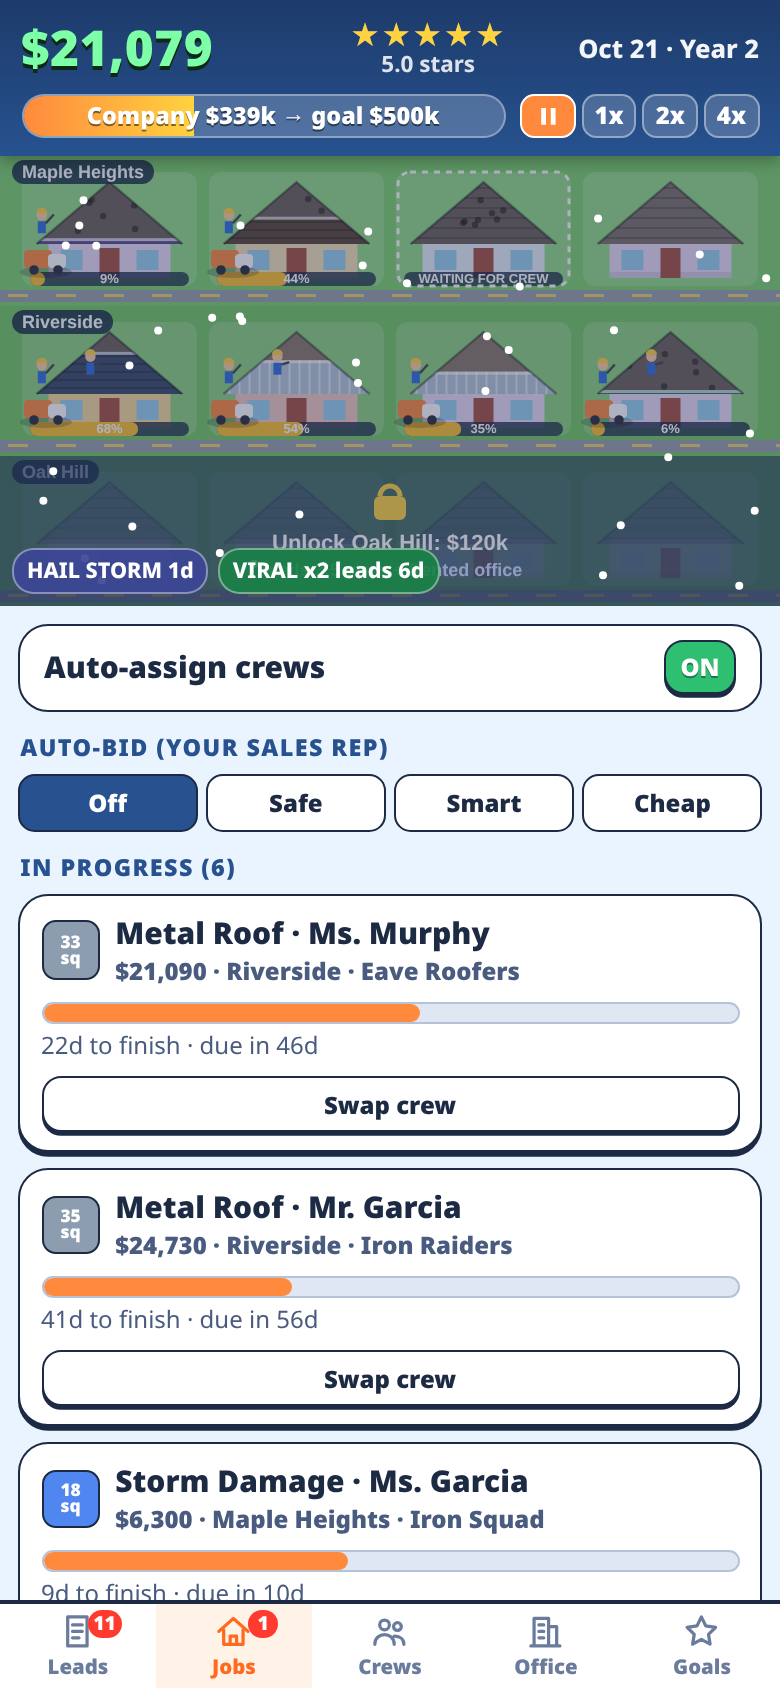 $21,079
5.0 stars
Oct 21 · Year 2
Company $339k → goal $500k
1x
2x
4x
Maple Heights
9%
44%
WAITING FOR CREW
Riverside
68%
54%
35%
6%
Oak Hill
Unlock Oak Hill: $120k
office
HAIL STORM 1d
VIRAL x2 leads 6d
Auto-assign crews
ON
AUTO-BID (YOUR SALES REP)
Off
Safe
Smart
Cheap
IN PROGRESS (6)
33 sq
Metal Roof · Ms. Murphy
$21,090 · Riverside · Eave Roofers
22d to finish · due in 46d
Swap crew
35 sq
Metal Roof · Mr. Garcia
$24,730 · Riverside · Iron Raiders
41d to finish · due in 56d
Swap crew
18 sq
Storm Damage · Ms. Garcia
$6,300 · Maple Heights · Iron Squad
9d to finish · due in 10d
11
Leads
1
Jobs
Crews
Office
Goals